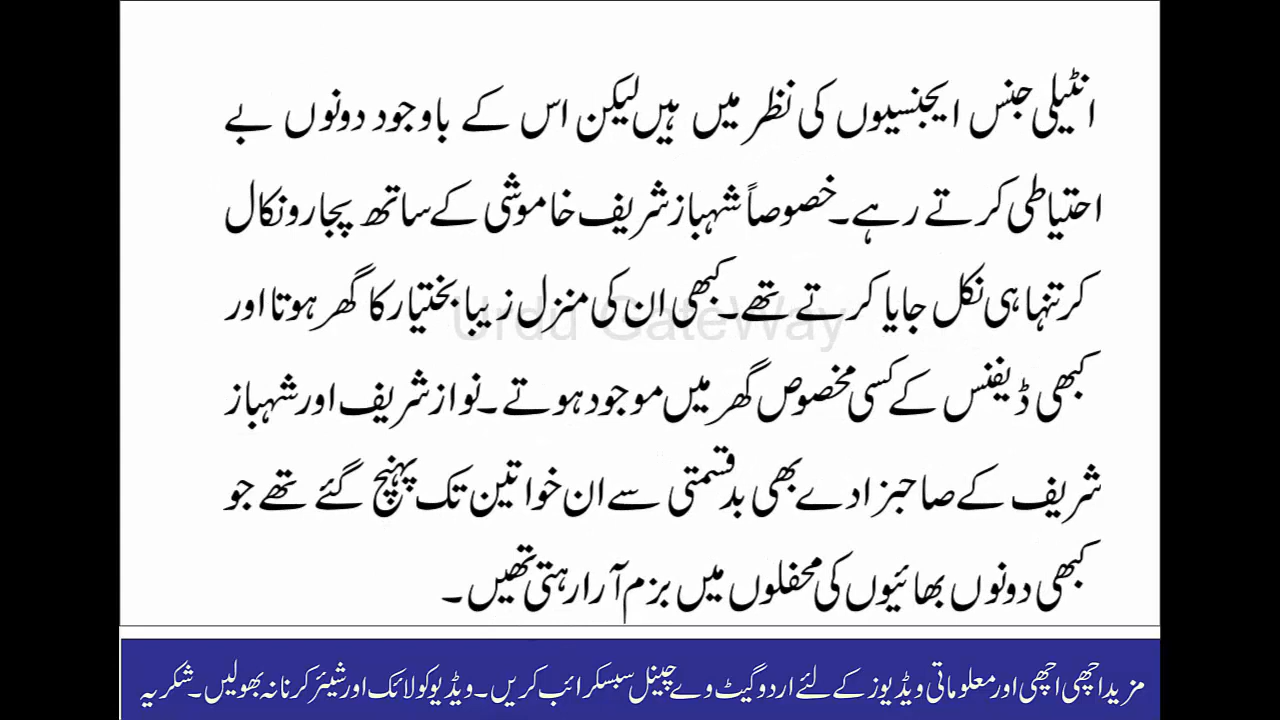 انٹیلی جنس ایجنسیوں کی نظر میں ہیں لیکن اس کے باوجود دونوں بے
احتیاطی کرتے رہے۔ خصوصاً شہباز شریف خاموشی کے ساتھ پجارو نکال
کر تنہا ہی نکل جایا کرتے تھے۔ کبھی ان کی منزل زیبا بختیار کا گھر ہوتا اور
Urdu GateWay
کبھی ڈیفنس کے کسی مخصوص گھر میں موجود ہوتے۔ نواز شریف اور شہباز
شریف کے صاحبزادے بھی بدقسمتی سے ان خواتین تک پہنچ گئے تھے جو
کبھی دونوں بھائیوں کی محفلوں میں بزم آرا رہتی تھیں۔
مزید اچھی اچھی اور معلوماتی ویڈیوز کے لئے اردو گیٹ وے چینل سبسکرائب کریں۔ ویڈیو کو لائک اور شیئر کرنا نہ بھولیں۔ شکریہ